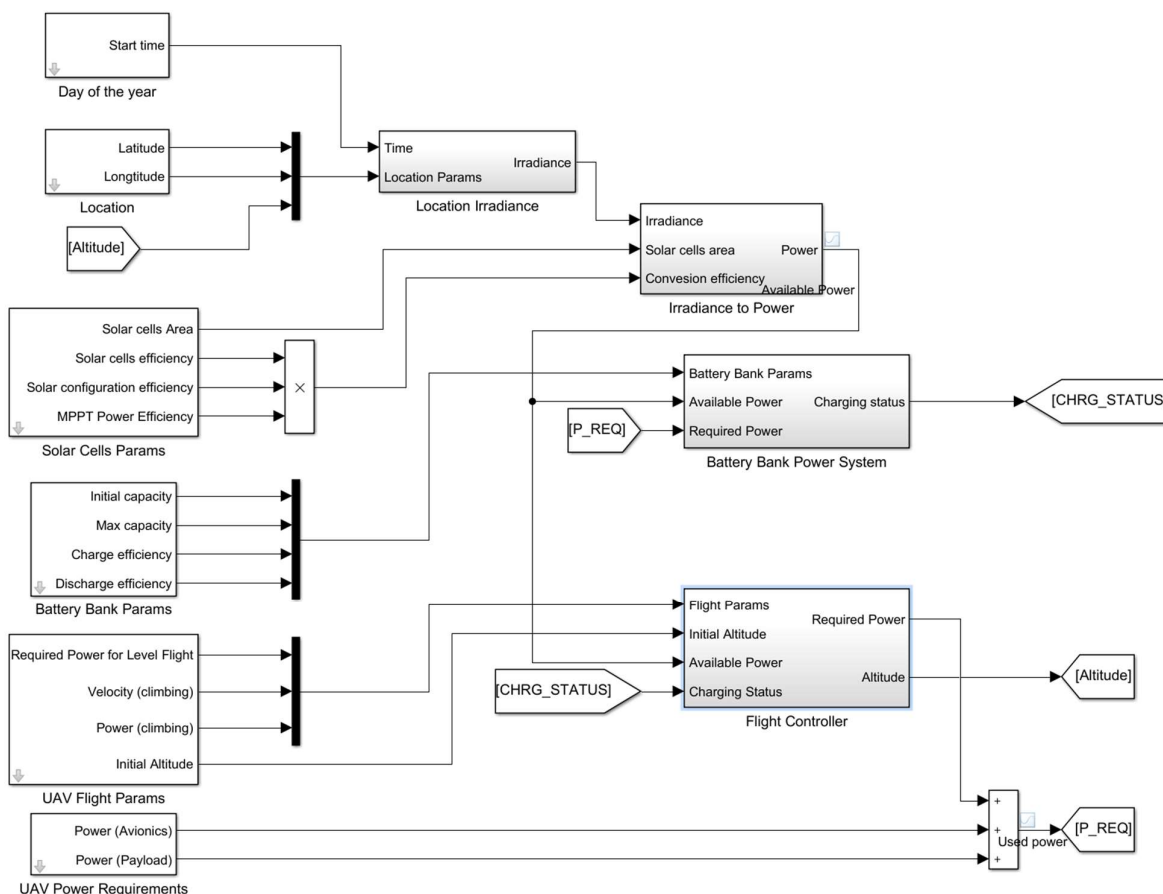 Start time
Day of the year
Latitude
Longtitude
Location
[Altitude]
Time
Location Params
Irradiance
Location Irradiance
Irradiance
Solar cells area
Convesion efficiency
Power
Available Power
Irradiance to Power
Solar cells Area
Solar cells efficiency
Solar configuration efficiency
MPPT Power Efficiency
Solar Cells Params
×
Battery Bank Params
Available Power
Required Power
Charging status
Battery Bank Power System
[P_REQ]
[CHRG_STATUS
Initial capacity
Max capacity
Charge efficiency
Discharge efficiency
Battery Bank Params
Flight Params
Initial Altitude
Available Power
Charging Status
Required Power
Altitude
Flight Controller
[CHRG_STATUS]
[Altitude]
Required Power for Level Flight
Velocity (climbing)
Power (climbing)
Initial Altitude
UAV Flight Params
Power (Avionics)
Power (Payload)
UAV Power Requirements
+
+
+
Used power
[P_REQ]